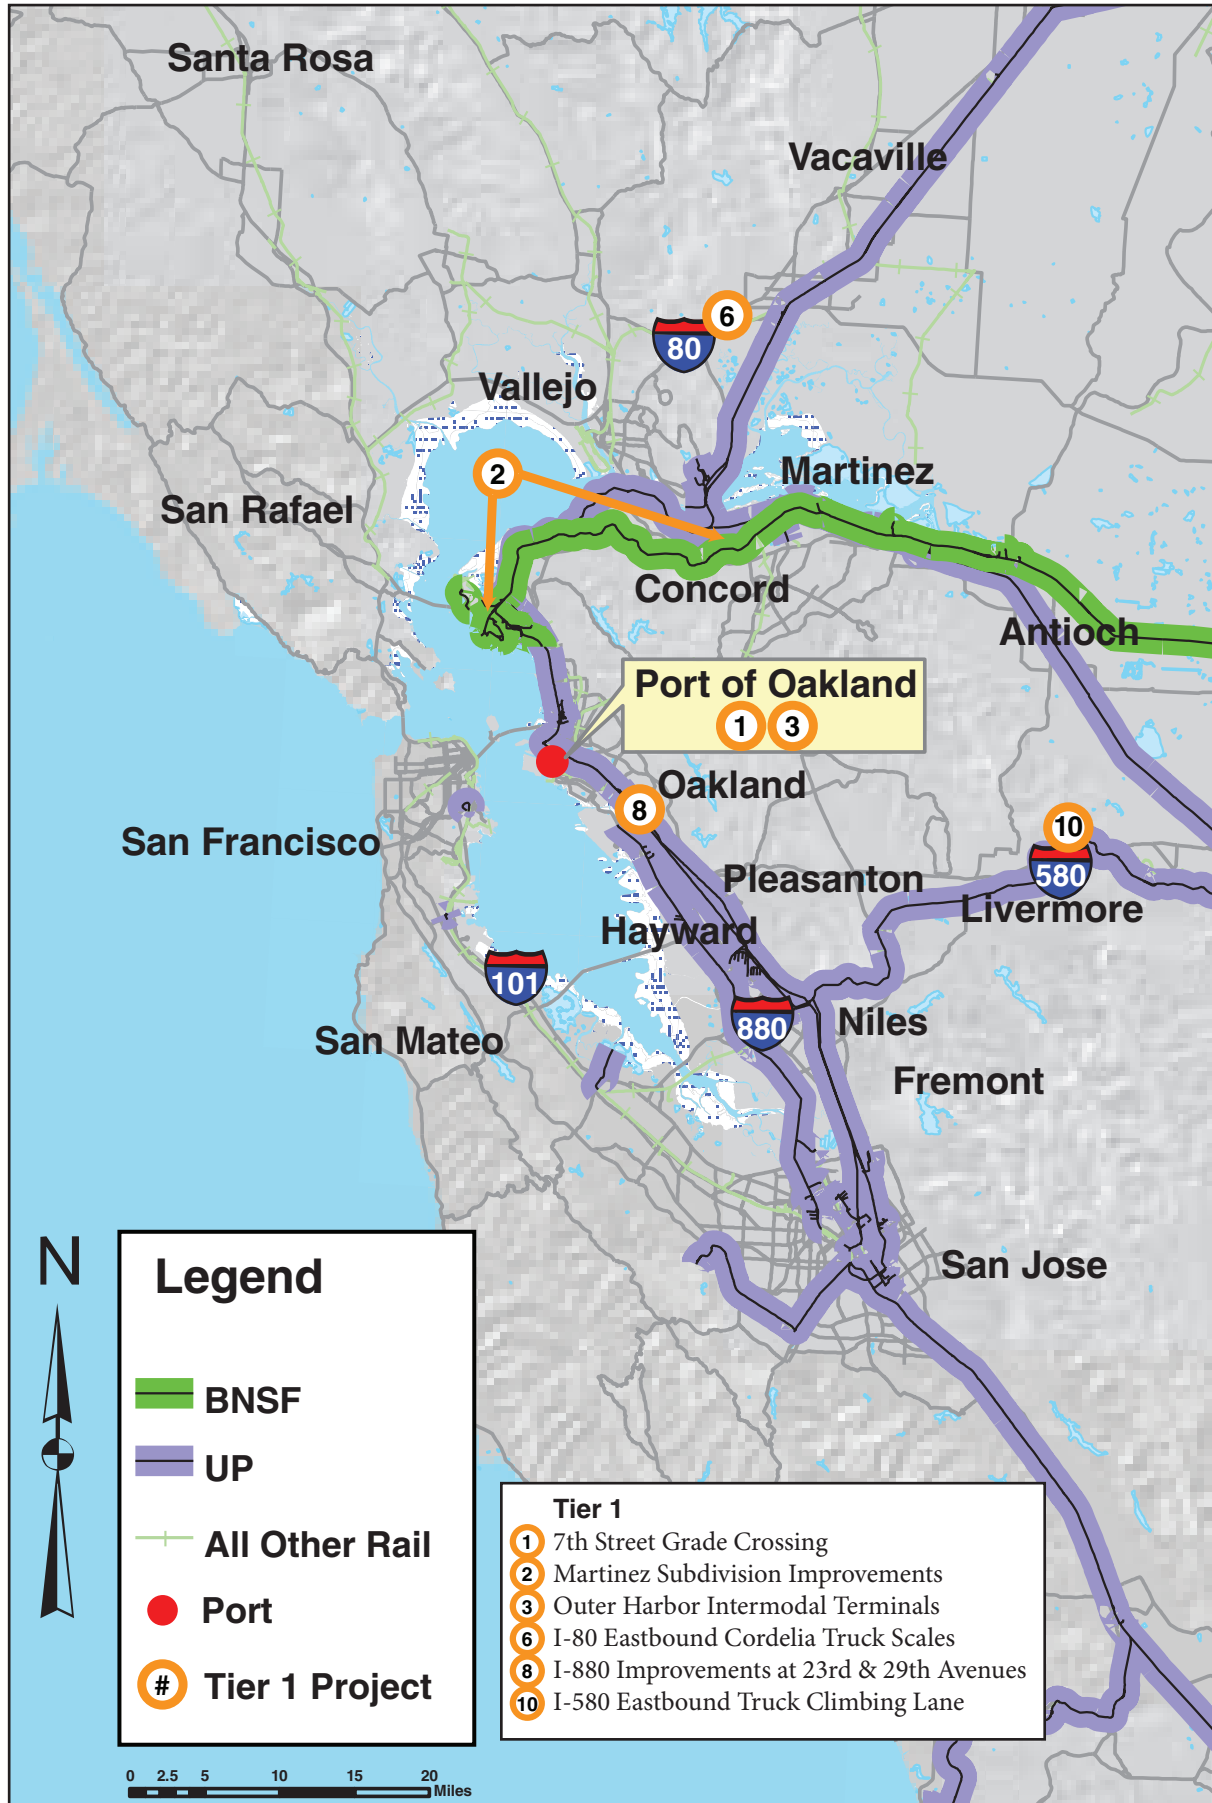 Santa Rosa
Vacaville
6
80
Vallejo
2
Martinez
San Rafael
Concord
Antioch
Port of Oakland
1 3
Oakland
8
10
580
San Francisco
Pleasanton
Livermore
Hayward
101
880
Niles
San Mateo
Fremont
San Jose
N
Legend
BNSF
UP
All Other Rail
Port
# Tier 1 Project
Tier 1
1 7th Street Grade Crossing
2 Martinez Subdivision Improvements
3 Outer Harbor Intermodal Terminals
6 I-80 Eastbound Cordelia Truck Scales
8 I-880 Improvements at 23rd & 29th Avenues
10 I-580 Eastbound Truck Climbing Lane
0 2.5 5 10 15 20
Miles